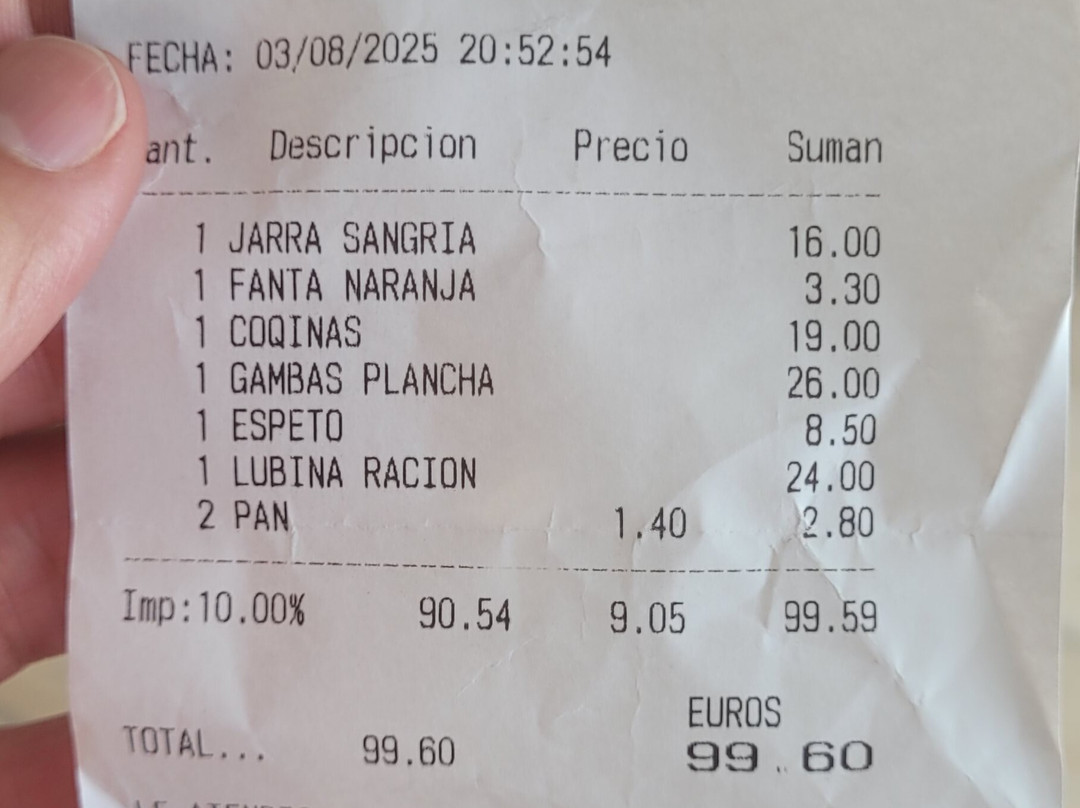 FECHA: 03/08/2025 20:52:54
ant. Descripcion Precio Suman
1 JARRA SANGRIA 16.00
1 FANTA NARANJA 3.30
1 COQINAS 19.00
1 GAMBAS PLANCHA 26.00
1 ESPETO 8.50
1 LUBINA RACION 24.00
2 PAN 1.40 2.80
Imp:10.00% 90.54 9.05 99.59
EUROS
TOTAL... 99.60 99.60